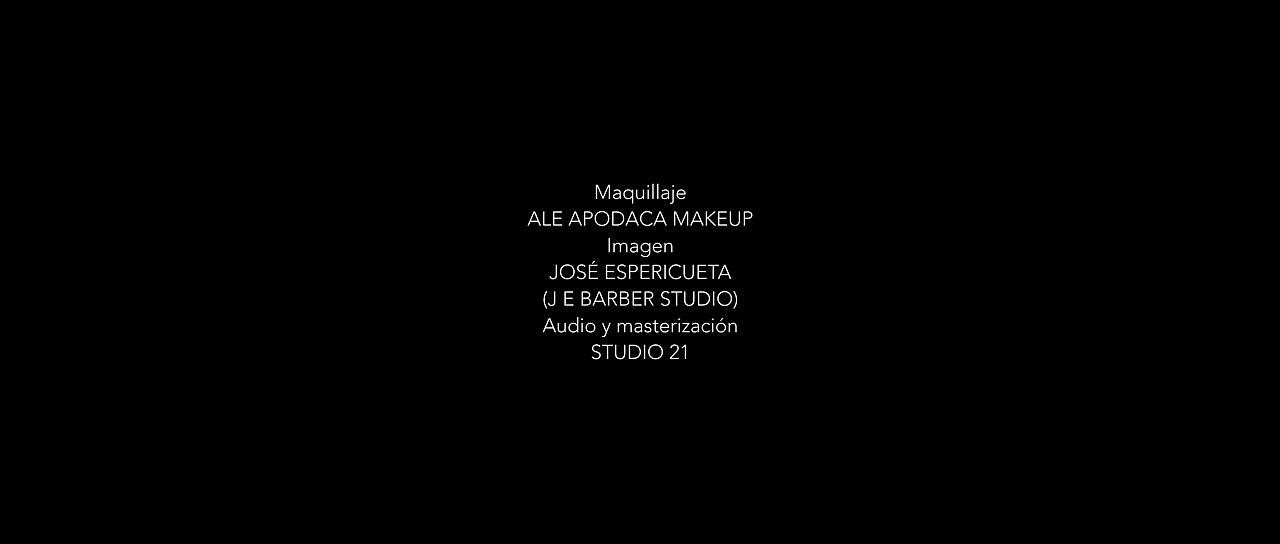 Maquillaje
ALE APODACA MAKEUP
Imagen
JOSÉ ESPERICUETA
(J E BARBER STUDIO)
Audio y masterización
STUDIO 21